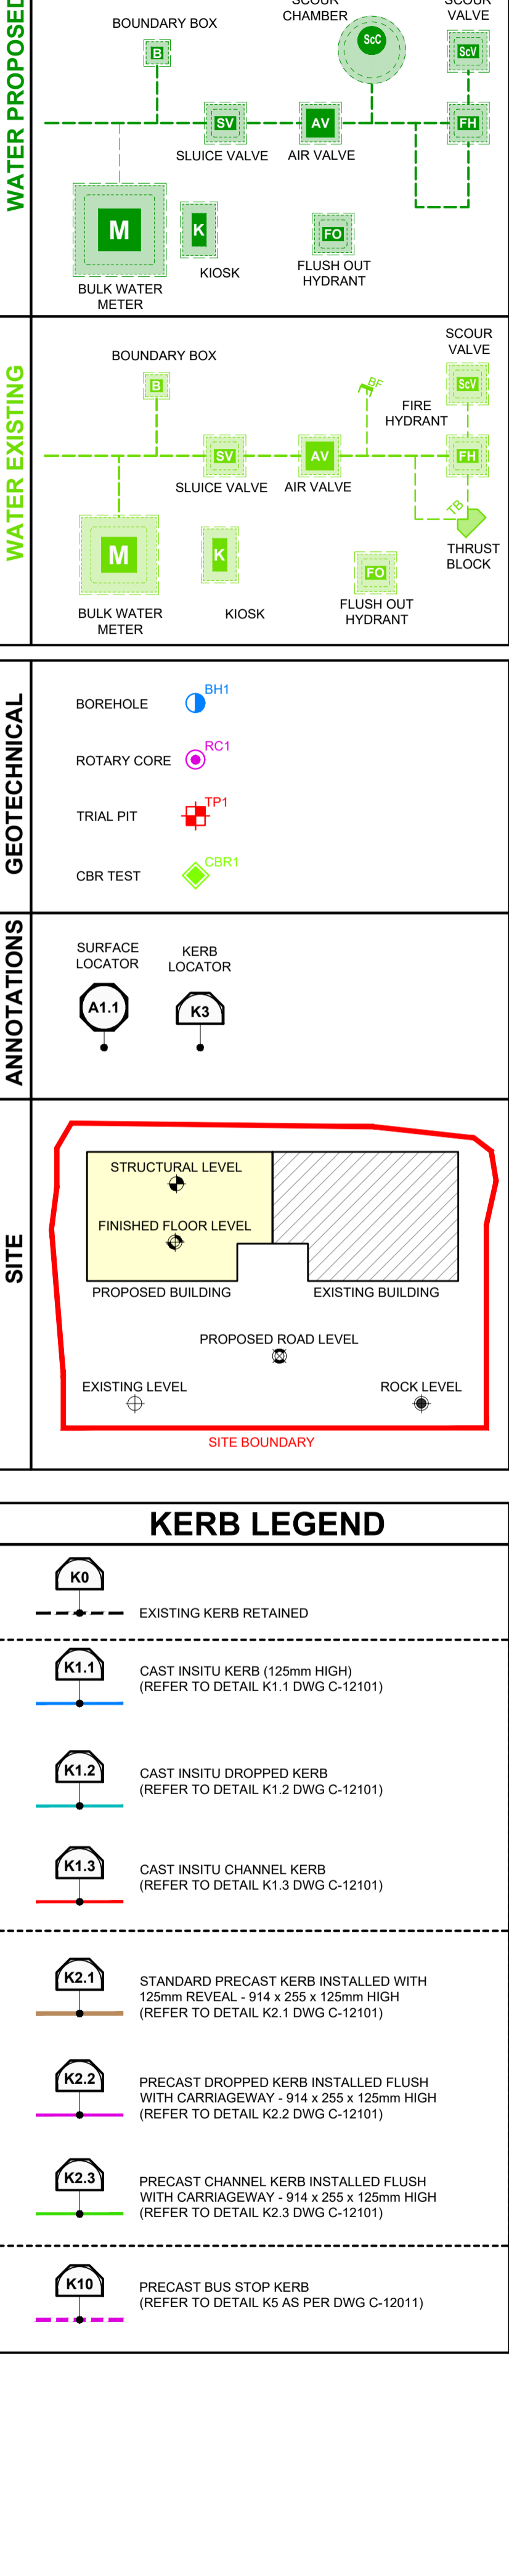 WATER PROPOSED
BOUNDARY BOX
B
SCOUR
CHAMBER
ScC
SCOUR
VALVE
ScV
SV
AV
FH
SLUICE VALVE
AIR VALVE
M
K
FO
KIOSK
FLUSH OUT
HYDRANT
BULK WATER
METER
WATER EXISTING
SCOUR
VALVE
BOUNDARY BOX
B
BF
ScV
FIRE
HYDRANT
SV
AV
FH
SLUICE VALVE
AIR VALVE
TB
THRUST
BLOCK
M
K
FO
FLUSH OUT
HYDRANT
BULK WATER
METER
KIOSK
GEOTECHNICAL
BOREHOLE
BH1
ROTARY CORE
RC1
TRIAL PIT
TP1
CBR TEST
CBR1
ANNOTATIONS
SURFACE
LOCATOR
KERB
LOCATOR
A1.1
K3
SITE
STRUCTURAL LEVEL
FINISHED FLOOR LEVEL
PROPOSED BUILDING
EXISTING BUILDING
PROPOSED ROAD LEVEL
EXISTING LEVEL
ROCK LEVEL
SITE BOUNDARY
KERB LEGEND
K0
EXISTING KERB RETAINED
K1.1
CAST INSITU KERB (125mm HIGH)
(REFER TO DETAIL K1.1 DWG C-12101)
K1.2
CAST INSITU DROPPED KERB
(REFER TO DETAIL K1.2 DWG C-12101)
K1.3
CAST INSITU CHANNEL KERB
(REFER TO DETAIL K1.3 DWG C-12101)
K2.1
STANDARD PRECAST KERB INSTALLED WITH
125mm REVEAL - 914 x 255 x 125mm HIGH
(REFER TO DETAIL K2.1 DWG C-12101)
K2.2
PRECAST DROPPED KERB INSTALLED FLUSH
WITH CARRIAGEWAY - 914 x 255 x 125mm HIGH
(REFER TO DETAIL K2.2 DWG C-12101)
K2.3
PRECAST CHANNEL KERB INSTALLED FLUSH
WITH CARRIAGEWAY - 914 x 255 x 125mm HIGH
(REFER TO DETAIL K2.3 DWG C-12101)
K10
PRECAST BUS STOP KERB
(REFER TO DETAIL K5 AS PER DWG C-12011)